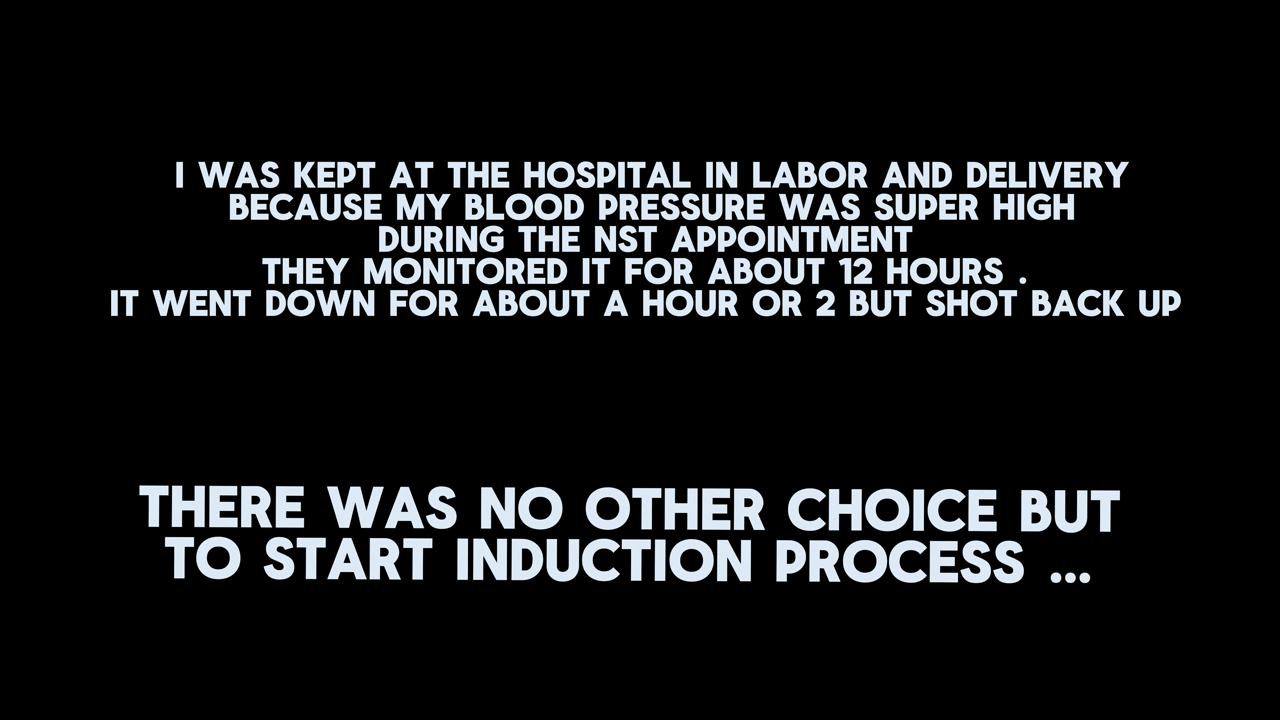 I WAS KEPT AT THE HOSPITAL IN LABOR AND DELIVERY
BECAUSE MY BLOOD PRESSURE WAS SUPER HIGH
DURING THE NST APPOINTMENT
THEY MONITORED IT FOR ABOUT 12 HOURS .
IT WENT DOWN FOR ABOUT A HOUR OR 2 BUT SHOT BACK UP
THERE WAS NO OTHER CHOICE BUT
TO START INDUCTION PROCESS ...